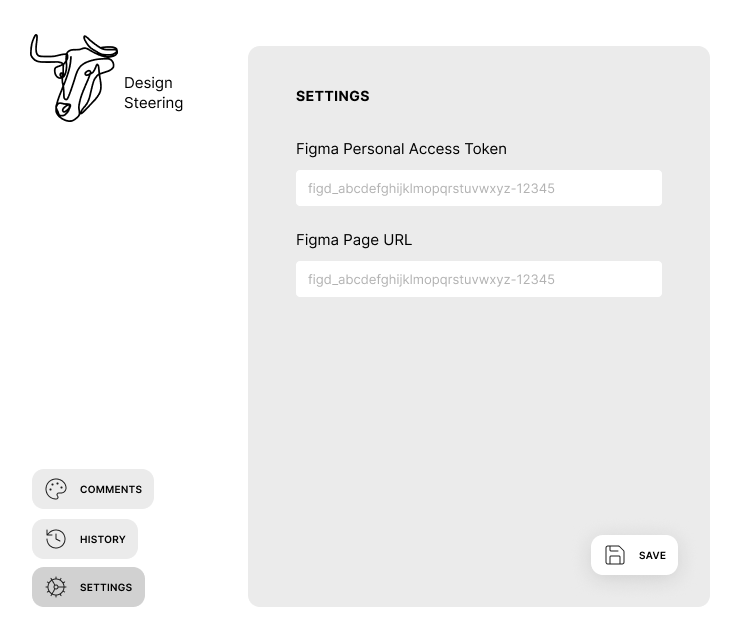 Design
Steering
SETTINGS
Figma Personal Access Token
figd_abcdefghijklmopqrstuvwxyz-12345
Figma Page URL
figd_abcdefghijklmopqrstuvwxyz-12345
COMMENTS
HISTORY
SETTINGS
SAVE